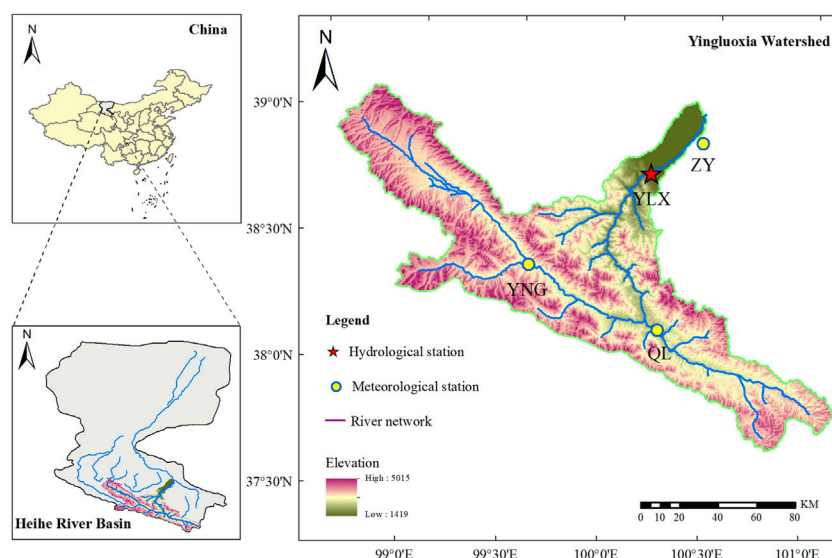 China
N
Heihe River Basin
N
Yingluoxia Watershed
N
39°0'N
38°30'N
38°0'N
37°30'N
ZY
YLX
YNG
QL
Legend
Hydrological station
Meteorological station
River network
Elevation
High : 5015
Low : 1419
KM
0 10 20 40 60 80
99°0'E 99°30'E 100°0'E 100°30'E 101°0'E